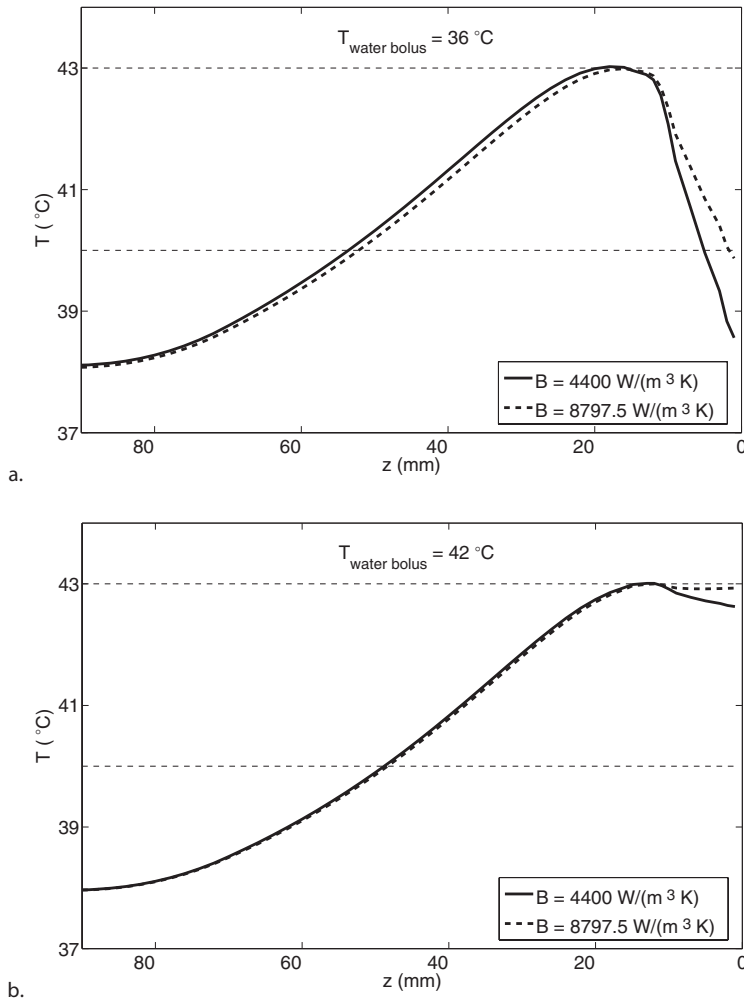 T water bolus = 36 °C
43
41
39
37
T ( °C)
80
60
40
20
0
z (mm)
B = 4400 W/(m 3 K)
B = 8797.5 W/(m 3 K)
a.
T water bolus = 42 °C
43
41
39
37
T ( °C)
80
60
40
20
0
z (mm)
B = 4400 W/(m 3 K)
B = 8797.5 W/(m 3 K)
b.